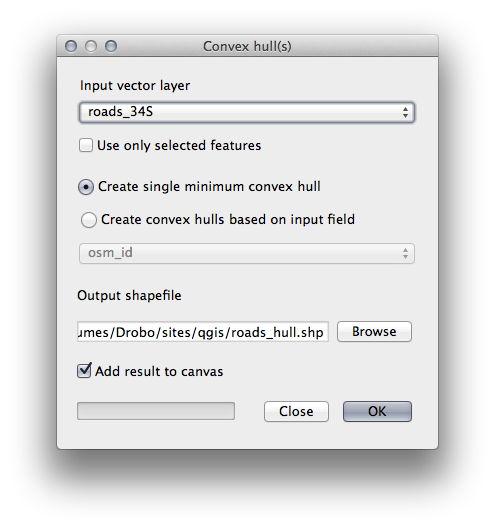 Convex hull(s)
Input vector layer
roads_34S
Use only selected features
Create single minimum convex hull
Create convex hulls based on input field
osm_id
Output shapefile
umes/Drobo/sites/qgis/roads_hull.shp
Browse
Add result to canvas
Close
OK